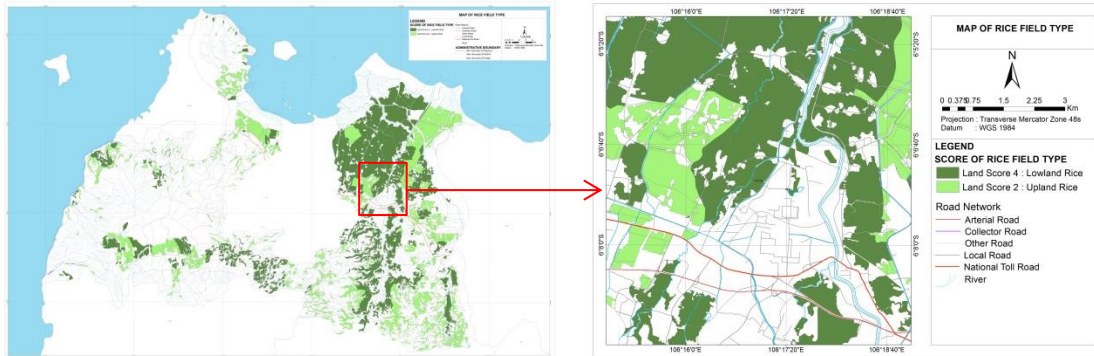 MAP OF RICE FIELD TYPE
LEGEND
SCORE OF RICE FIELD TYPE
ADMINISTRATIVE BOUNDARY
106°16'0"E 106°17'20"E 106°18'40"E
6°5'20"S
6°6'40"S
6°8'0"S
6°5'20"S
6°6'40"S
6°8'0"S
106°16'0"E 106°17'20"E 106°18'40"E
MAP OF RICE FIELD TYPE
N
0 0.375 0.75 1.5 2.25 3
Km
Projection : Transverse Mercator Zone 48s
Datum : WGS 1984
LEGEND
SCORE OF RICE FIELD TYPE
Land Score 4 : Lowland Rice
Land Score 2 : Upland Rice
Road Network
Arterial Road
Collector Road
Other Road
Local Road
National Toll Road
River